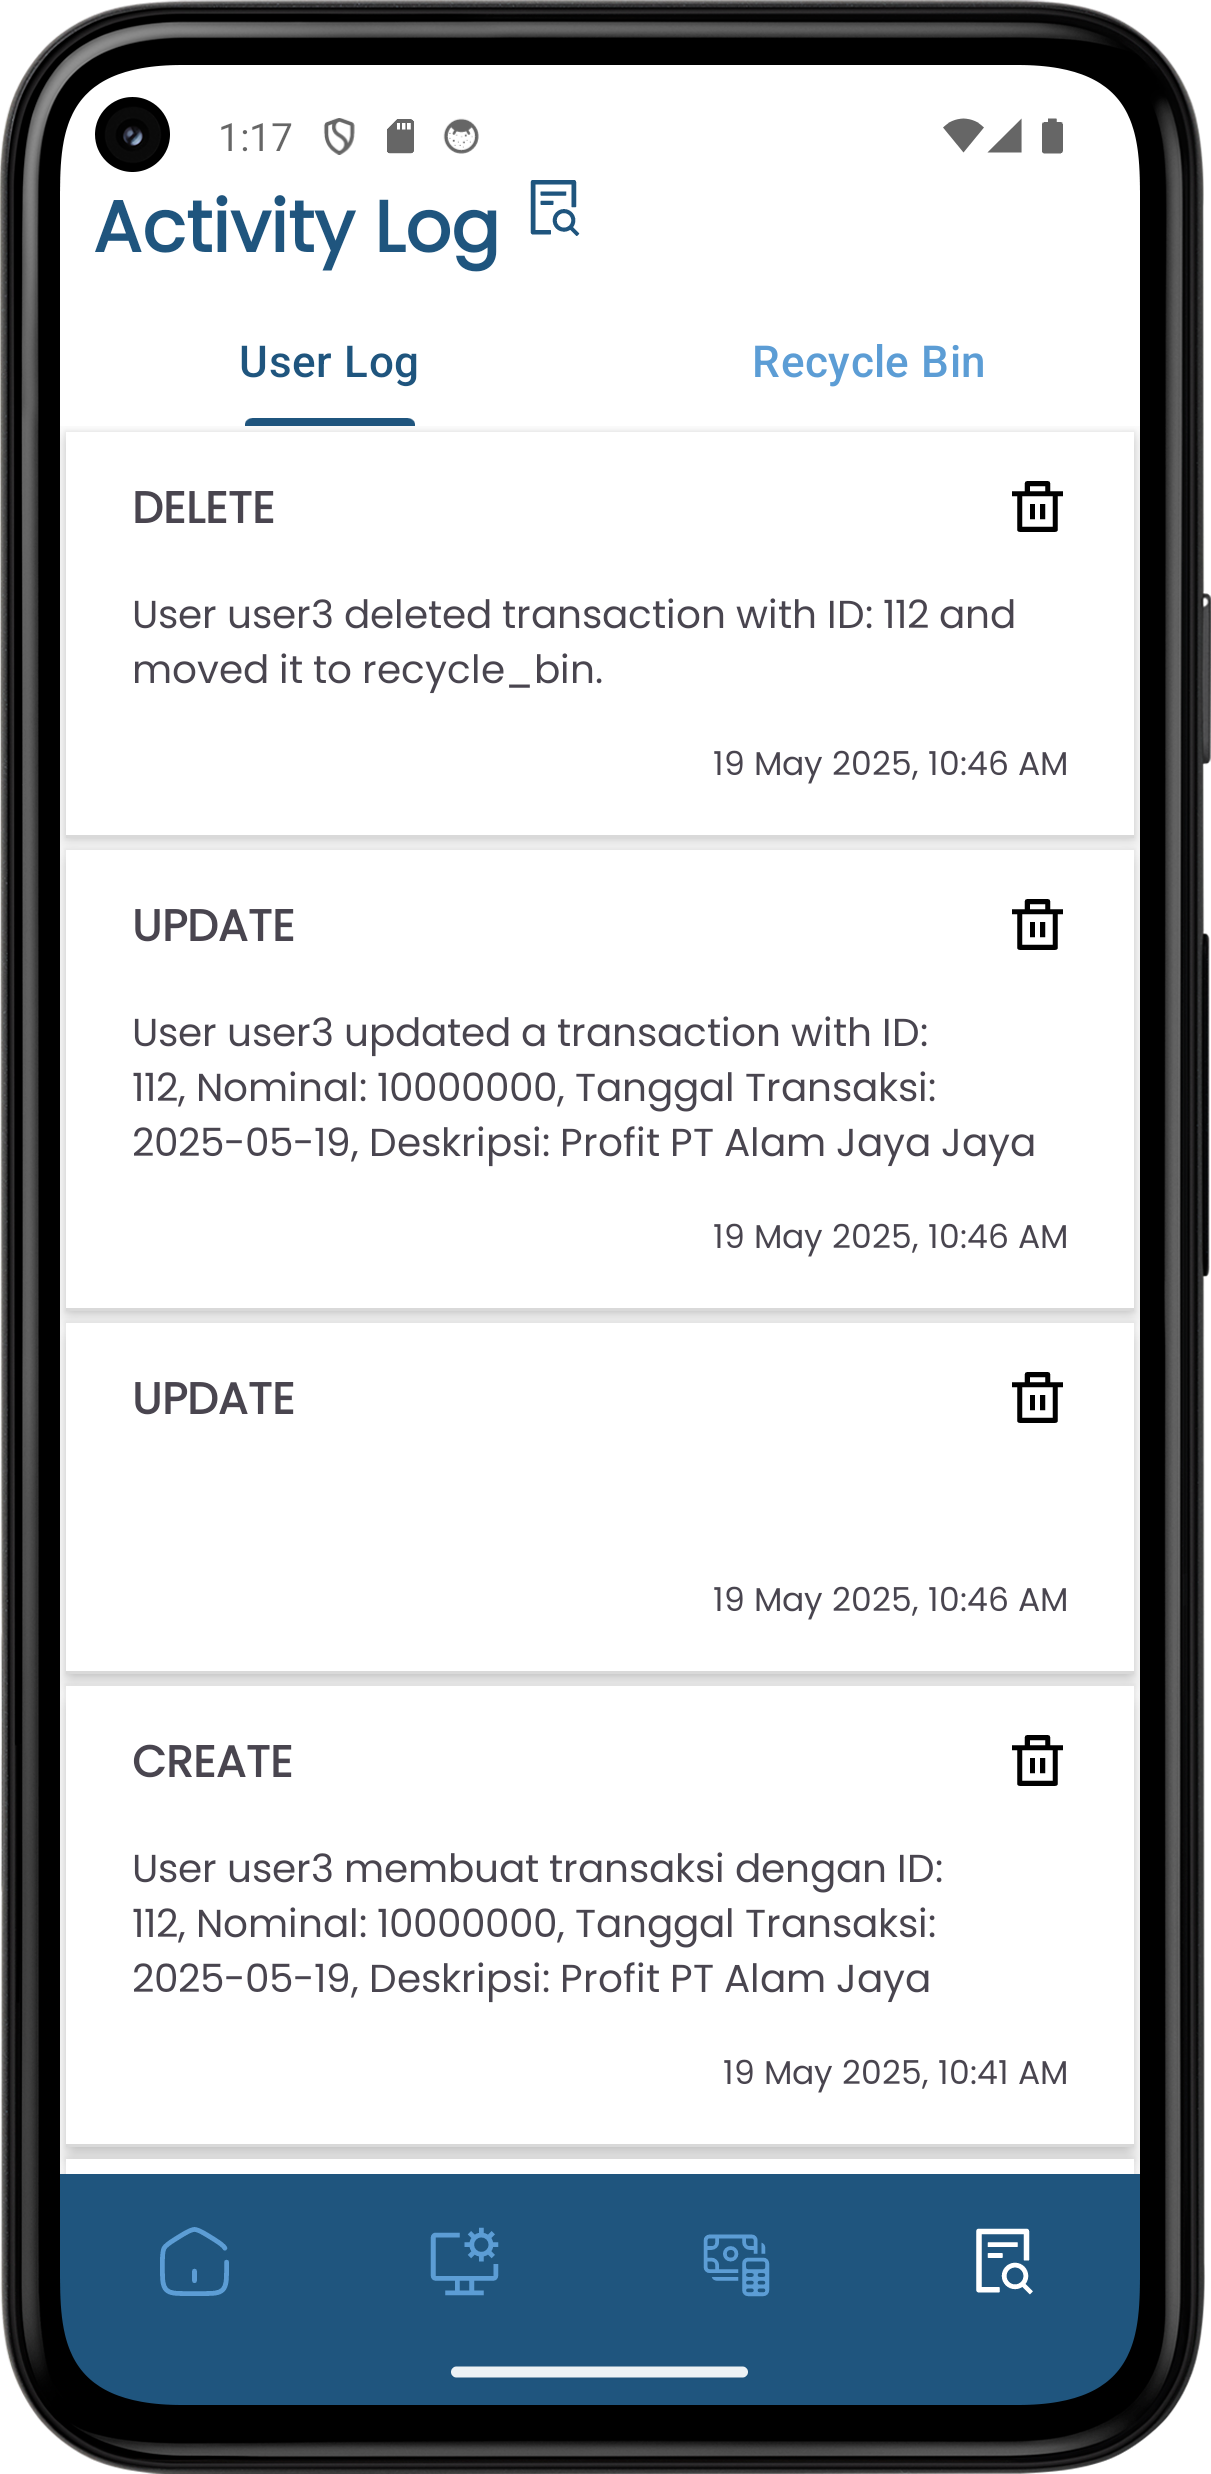 1:17
Activity Log
User Log
Recycle Bin
DELETE
User user3 deleted transaction with ID: 112 and
moved it to recycle_bin.
19 May 2025, 10:46 AM
UPDATE
User user3 updated a transaction with ID:
112, Nominal: 10000000, Tanggal Transaksi:
2025-05-19, Deskripsi: Profit PT Alam Jaya Jaya
19 May 2025, 10:46 AM
UPDATE
19 May 2025, 10:46 AM
CREATE
User user3 membuat transaksi dengan ID:
112, Nominal: 10000000, Tanggal Transaksi:
2025-05-19, Deskripsi: Profit PT Alam Jaya
19 May 2025, 10:41 AM